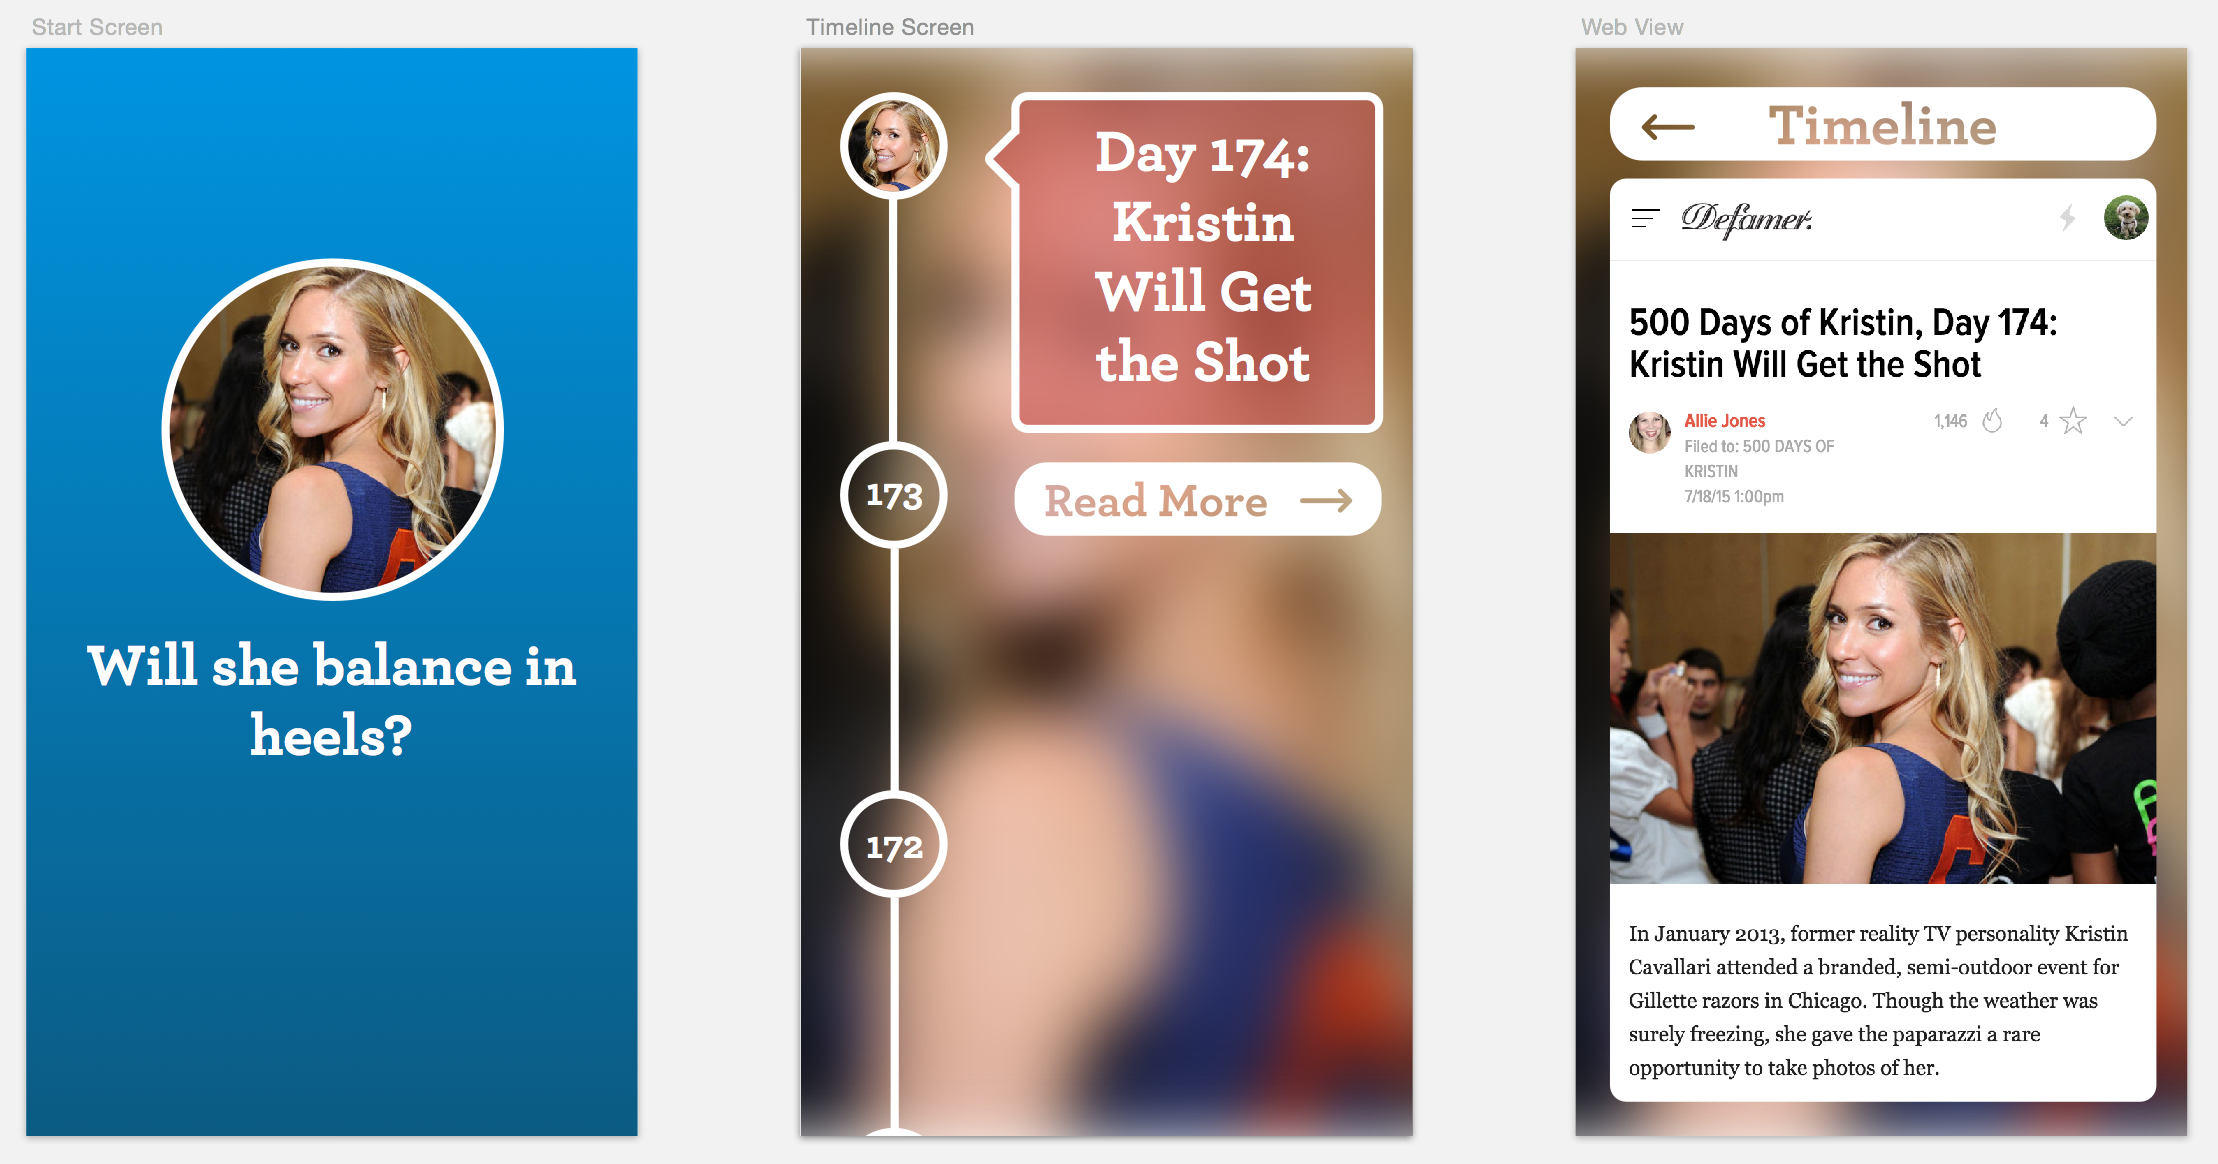 Start Screen
Will she balance in
heels?
Timeline Screen
Day 174:
Kristin
Will Get
the Shot
173
Read More
172
Web View
Timeline
Defamer.
500 Days of Kristin, Day 174:
Kristin Will Get the Shot
Allie Jones
1,146
4
Filed to: 500 DAYS OF
KRISTIN
7/18/15 1:00pm
In January 2013, former reality TV personality Kristin
Cavallari attended a branded, semi-outdoor event for
Gillette razors in Chicago. Though the weather was
surely freezing, she gave the paparazzi a rare
opportunity to take photos of her.